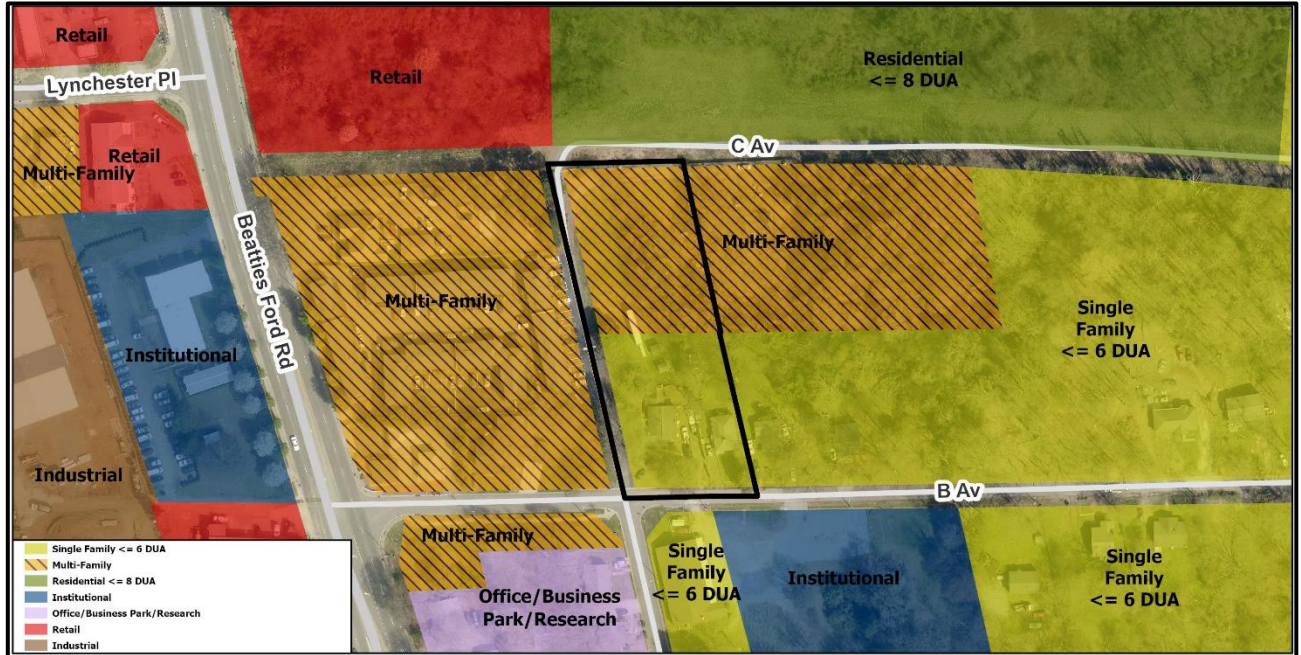 Retail
Lynchester Pl
Retail
Residential
<= 8 DUA
C Av
Retail
Multi-Family
Multi-Family
Beatties Ford Rd
Multi-Family
Single
Family
<= 6 DUA
Institutional
Industrial
B Av
Multi-Family
Office/Business
Park/Research
Single
Family
<= 6 DUA
Institutional
Single
Family
<= 6 DUA
Single Family <= 6 DUA
Multi-Family
Residential <= 8 DUA
Institutional
Office/Business Park/Research
Retail
Industrial